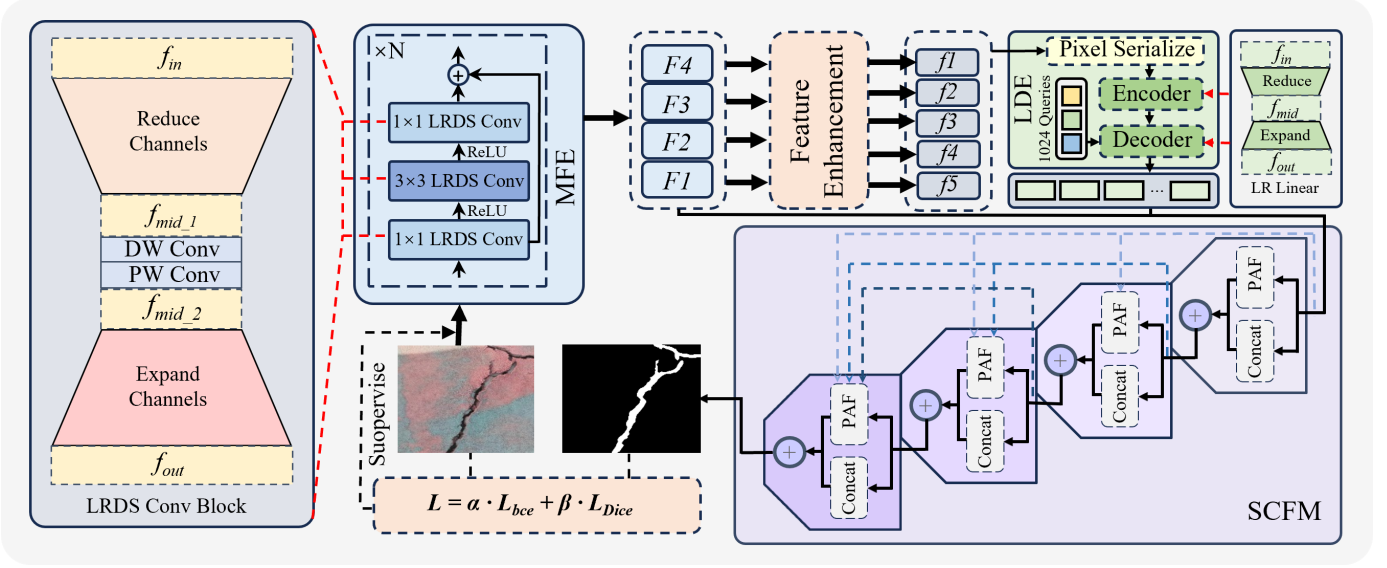 f_in
Reduce
Channels
f_mid_1
DW Conv
PW Conv
f_mid_2
Expand
Channels
f_out
LRDS Conv Block
×N
1×1 LRDS Conv
ReLU
3×3 LRDS Conv
ReLU
1×1 LRDS Conv
MFE
Suopervise
L = α · L_bce + β · L_Dice
F4
F3
F2
F1
Feature
Enhancement
f1
f2
f3
f4
f5
LDE
1024 Queries
Pixel Serialize
Encoder
Decoder
...
f_in
Reduce
f_mid
Expand
f_out
LR Linear
PAF
Concat
+
PAF
Concat
+
PAF
Concat
+
PAF
Concat
+
SCFM